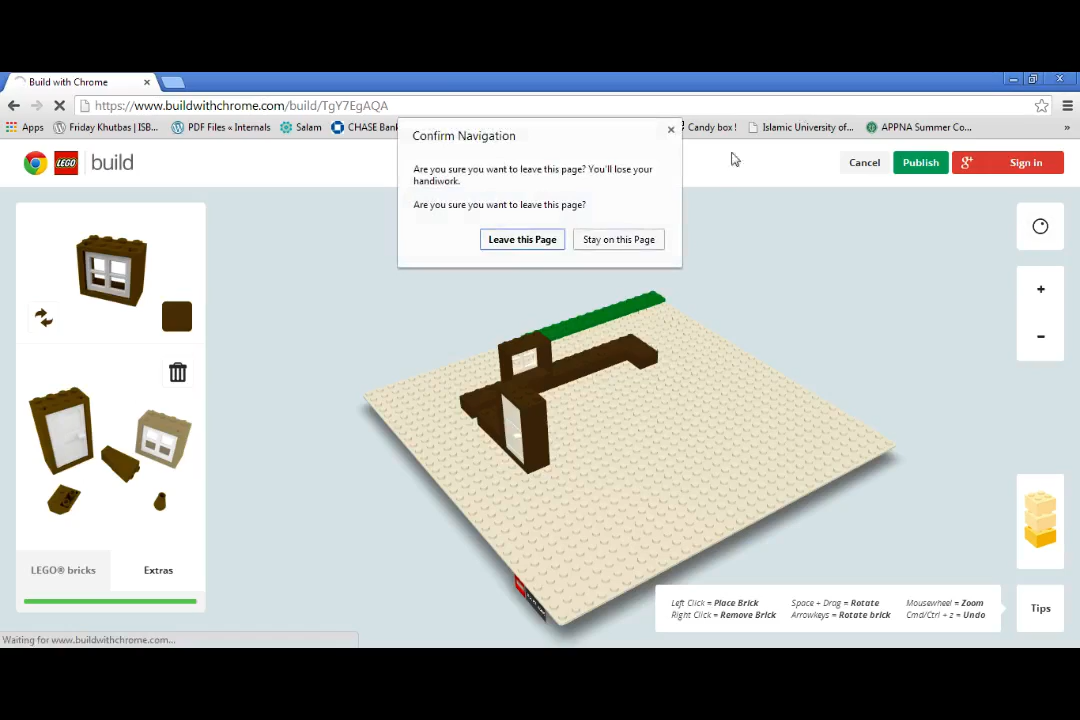 Build with Chrome
https://www.buildwithchrome.com/build/TgY7EgAQA
Apps Friday Khutbas | ISB... PDF Files « Internals Salam CHASE Bank Candy box! Islamic University of... APPNA Summer Co... »
LEGO build
Cancel Publish Sign in
Confirm Navigation
Are you sure you want to leave this page? You'll lose your
handiwork.
Are you sure you want to leave this page?
Leave this Page Stay on this Page
LEGO® bricks Extras
Left Click = Place Brick Space + Drag = Rotate Mousewheel = Zoom
Right Click = Remove Brick Arrowkeys = Rotate brick Cmd/Ctrl + z = Undo
Tips
Waiting for www.buildwithchrome.com...